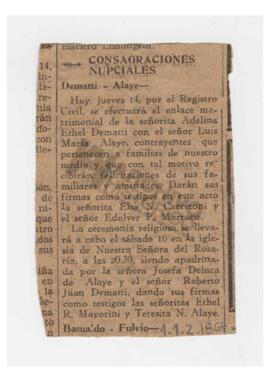 maestro Limongelli.
CONSAGRACIONES
NUPCIALES
Dematti - Alaye—
Hoy, jueves 14, por el Registro
Civil, se efectuará el enlace ma-
trimonial de la señorita Adelina
Ethel Dematti con el señor Luis
María Alaye, contrayentes que
pertenecen a familias de nuestro
medio y que con tal motivo re-
cibirán felicitaciones de sus fa-
miliares y amistades. Darán sus
firmas como testigos en este acto
la señorita Elsa N. Carregoni y
el señor Edolver P. Marrone.
La ceremonia religiosa se lleva-
rá a cabo el sábado 16 en la igle-
sia de Nuestra Señora del Rosa-
rio, a las 20.30, siendo apadrina-
da por la señora Josefa Deluca
de Alaye y el señor Roberto
Juan Dematti, dando sus firmas
como testigos las señoritas Ethel
R. Mayorini y Teresita N. Alaye.
Basualdo - Fulvio—